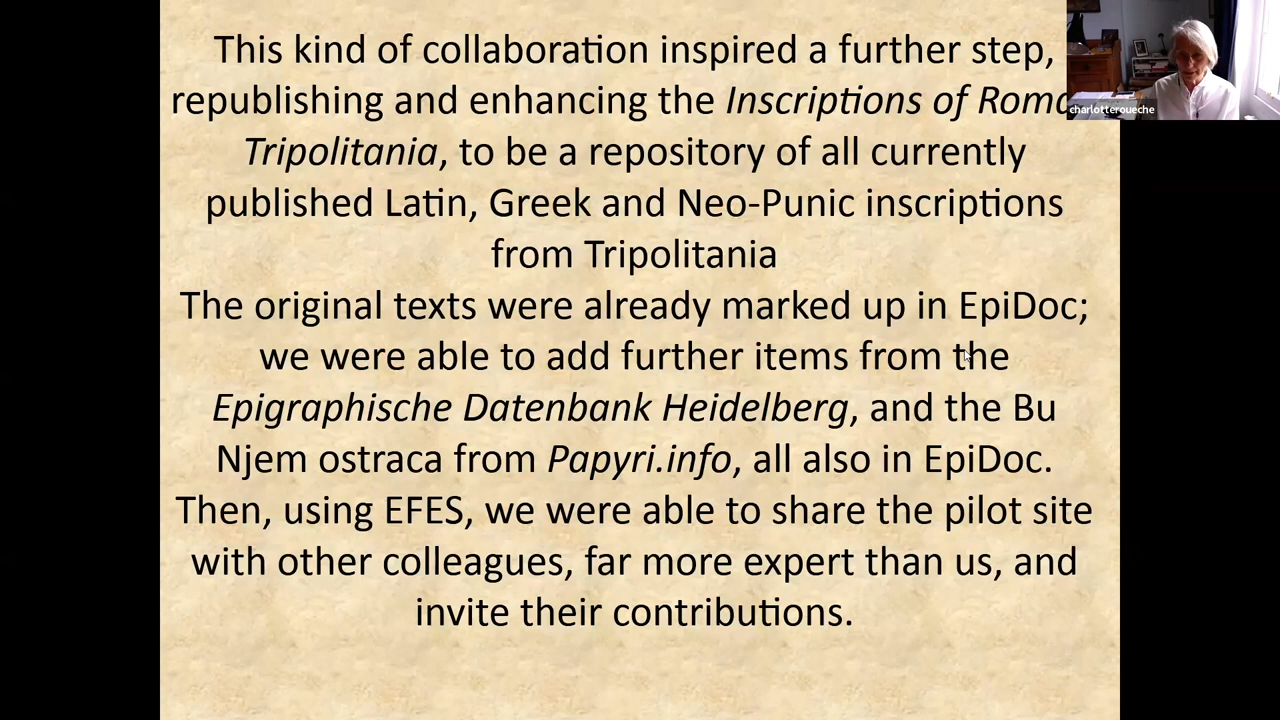 This kind of collaboration inspired a further step,
republishing and enhancing the Inscriptions of
Tripolitania, to be a repository of all currently
published Latin, Greek and Neo-Punic inscriptions
from Tripolitania
The original texts were already marked up in EpiDoc;
we were able to add further items from the
Epigraphische Datenbank Heidelberg, and the Bu
Njem ostraca from Papyri.info, all also in EpiDoc.
Then, using EFES, we were able to share the pilot site
with other colleagues, far more expert than us, and
invite their contributions.
charlotteroueche